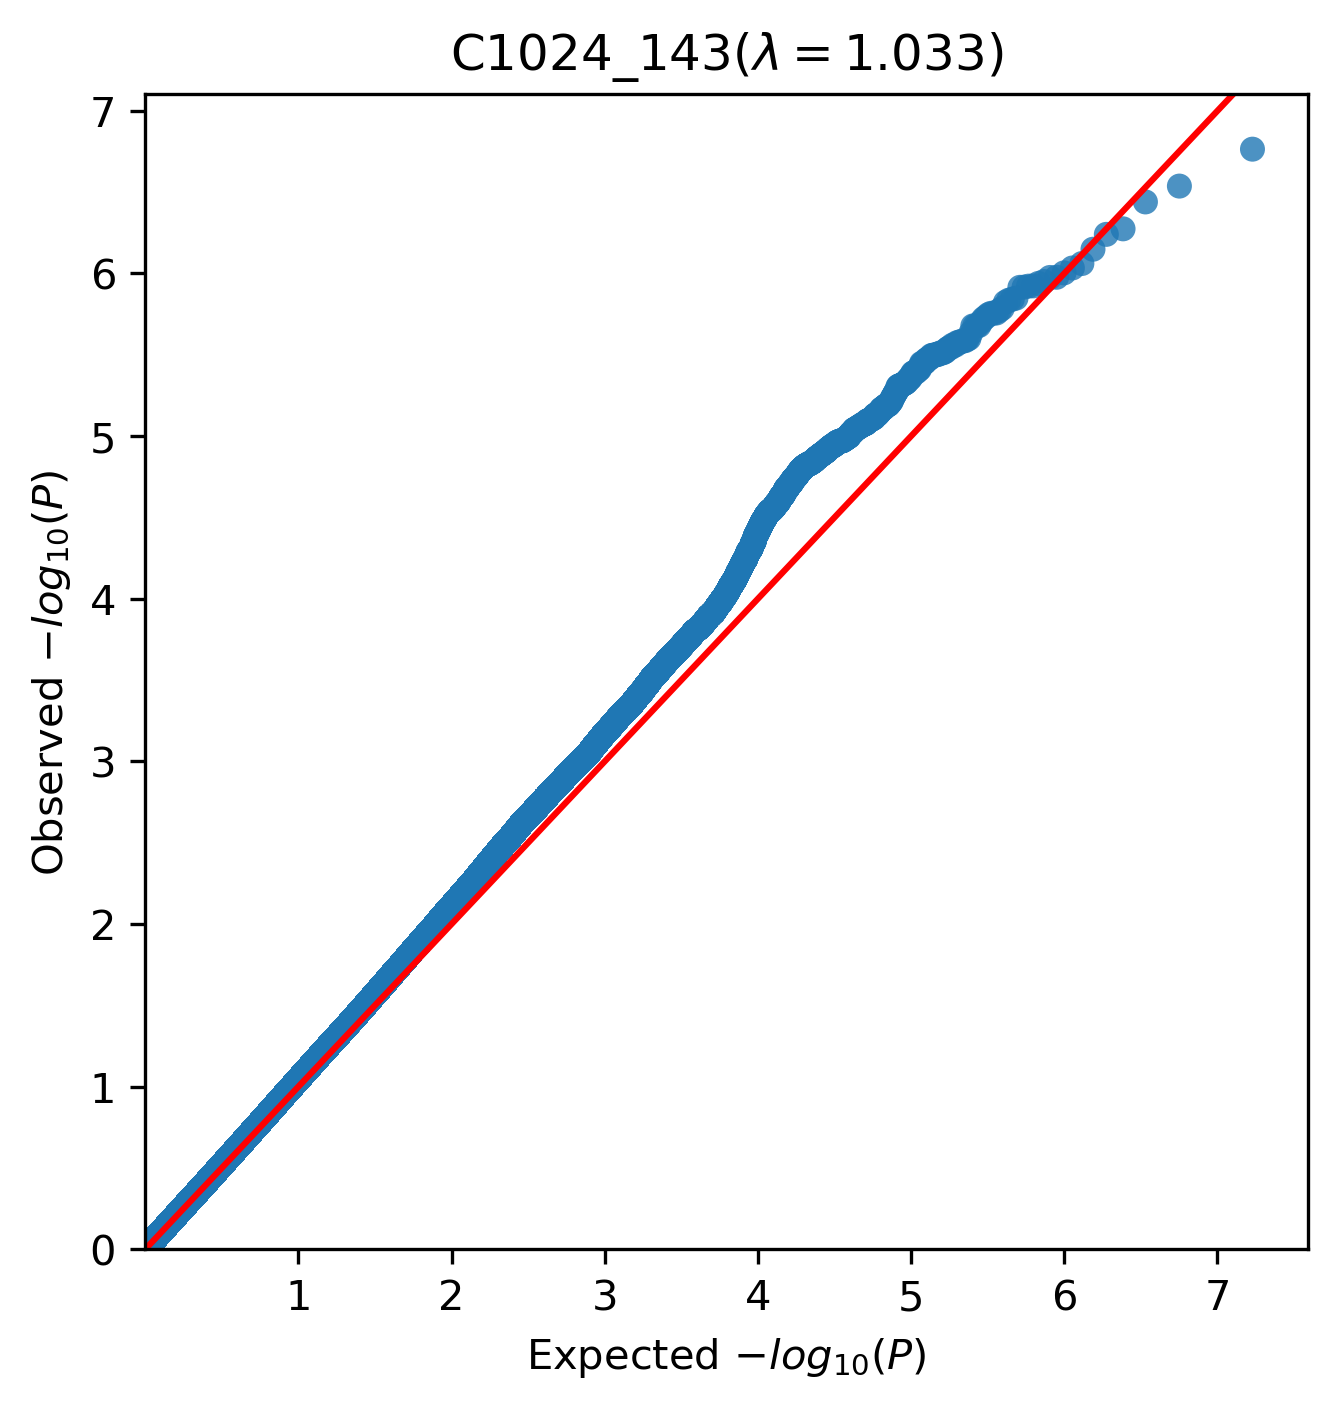 C1024_143(λ = 1.033)
7
6
5
4
3
2
1
0
Observed −log₁₀(P)
1 2 3 4 5 6 7
Expected −log₁₀(P)